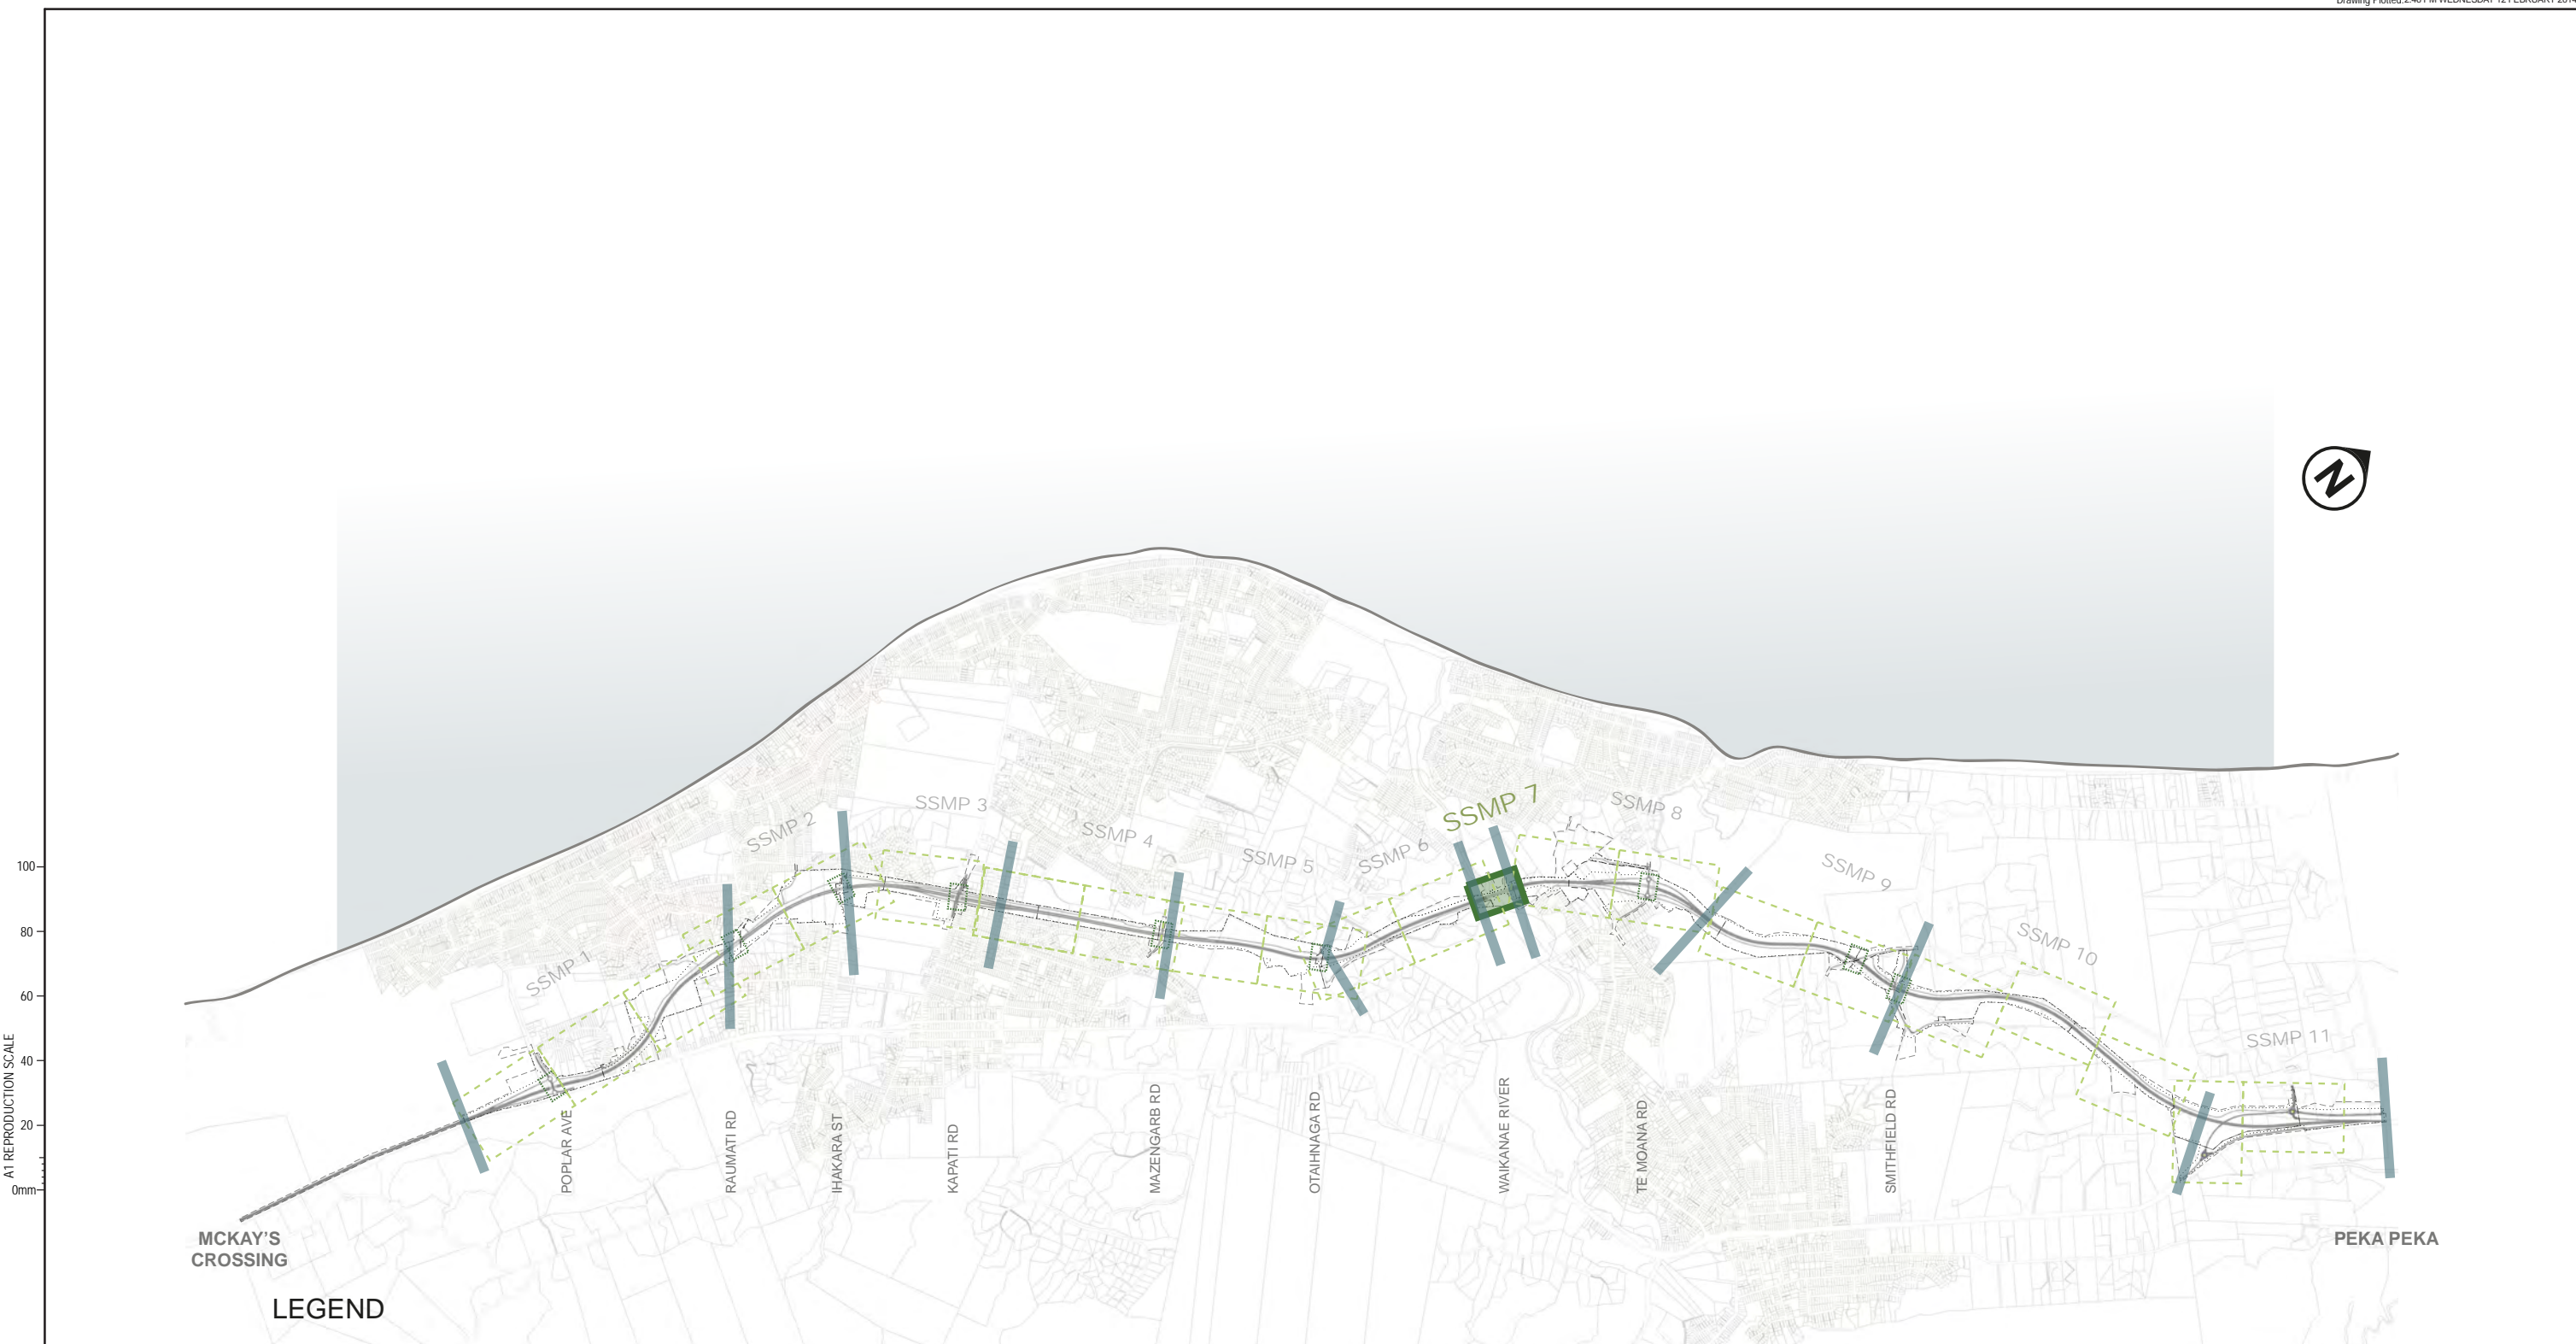 N
SSMP 1
SSMP 2
SSMP 3
SSMP 4
SSMP 5
SSMP 6
SSMP 7
SSMP 8
SSMP 9
SSMP 10
SSMP 11
POPLAR AVE
RAUMATI RD
IHAKARA ST
KAPATI RD
MAZENGARB RD
OTAIHNAGA RD
WAIKANAE RIVER
TE MOANA RD
SMITHFIELD RD
100
80
60
40
20
0mm
A1 REPRODUCTION SCALE
MCKAY'S
CROSSING
PEKA PEKA
LEGEND